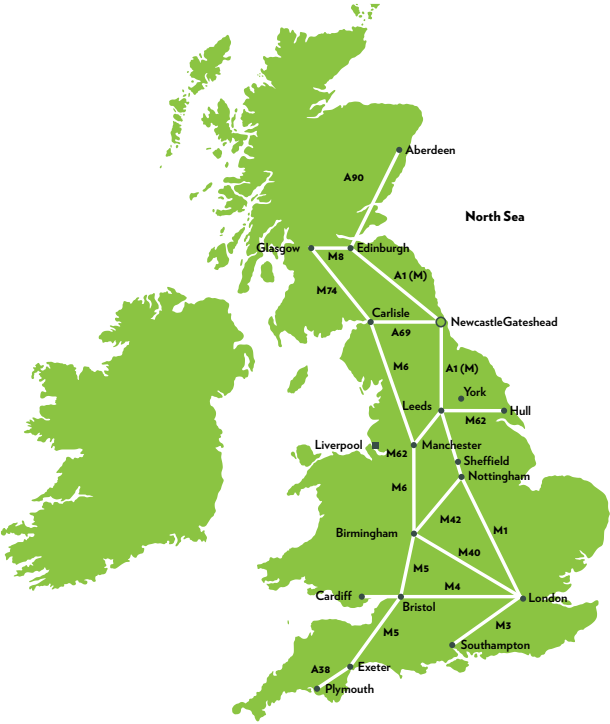 Aberdeen
A90
North Sea
Glasgow
Edinburgh
M8
A1 (M)
M74
Carlisle
NewcastleGateshead
A69
M6
A1 (M)
York
Leeds
Hull
M62
Liverpool
Manchester
M62
Sheffield
Nottingham
M6
M42
M1
Birmingham
M40
M5
M4
Cardiff
London
Bristol
M3
M5
Southampton
Exeter
A38
Plymouth